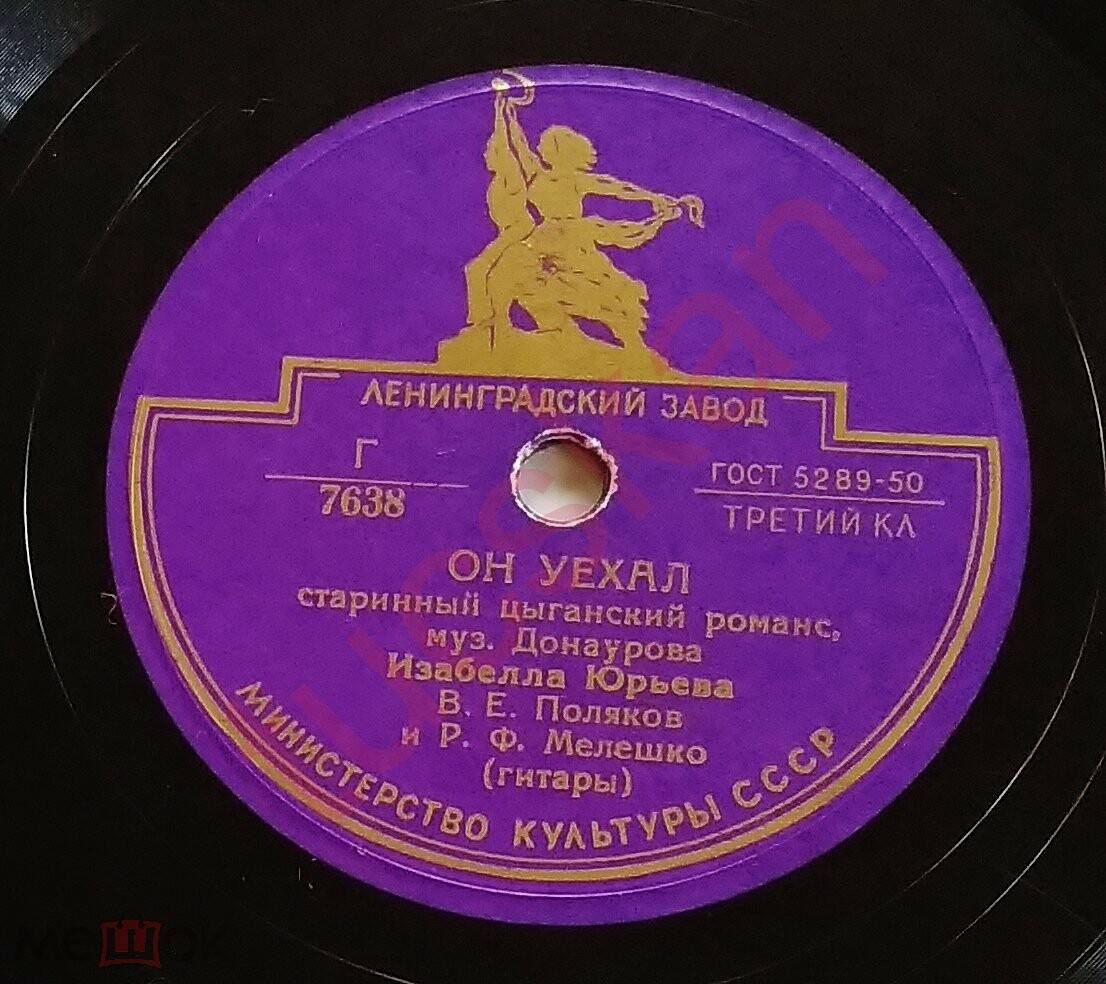 ЛЕНИНГРАДСКИЙ ЗАВОД
Г
7638
ГОСТ 5289-50
ТРЕТИЙ КЛ
ОН УЕХАЛ
старинный цыганский романс,
муз. Донаурова
Изабелла Юрьева
В. Е. Поляков
и Р. Ф. Мелешко
(гитары)
МИНИСТЕРСТВО КУЛЬТУРЫ СССР
мешок